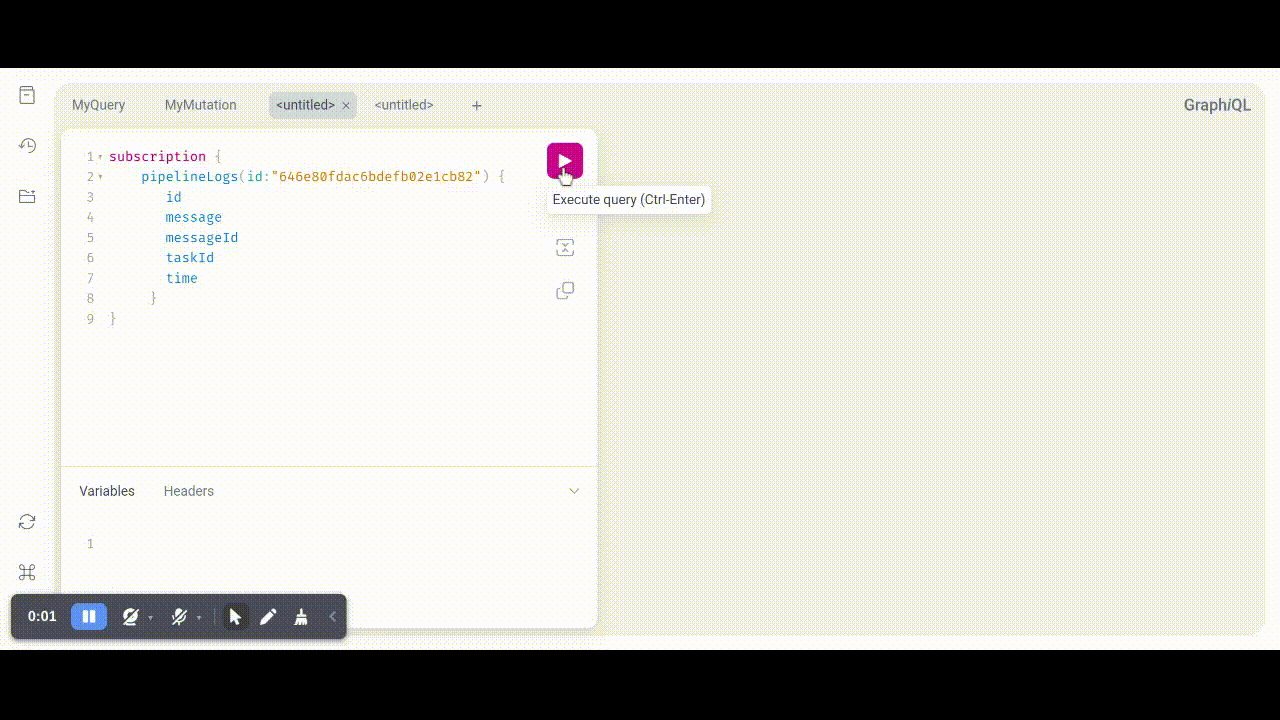 MyQuery MyMutation <untitled> × <untitled> + GraphiQL
1 subscription {
2 pipelineLogs(id:"646e80fdac6bdefb02e1cb82") {
3 id
4 message
5 messageId
6 taskId
7 time
8 }
9 }
Execute query (Ctrl-Enter)
Variables Headers
1
0:01